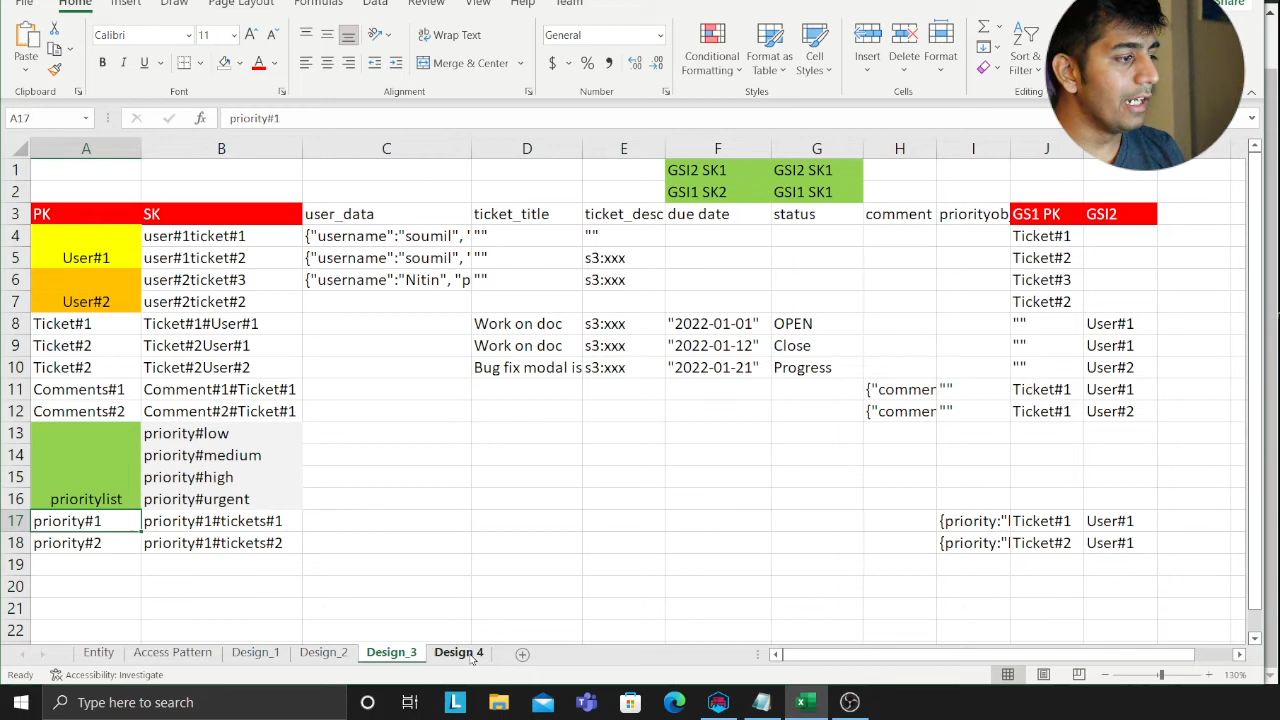 File Home Insert Draw Page Layout Formulas Data Review View Help Team Share
Calibri 11 Wrap Text General
Paste B I U Merge & Center $ % Conditional Formatting Format as Table Cell Styles Insert Delete Format Sort & Filter
Clipboard Font Alignment Number Styles Cells
A17 fx priority#1
A B C D E F G H I J K L
1 GSI2 SK1 GSI2 SK1
2 GSI1 SK2 GSI1 SK1
3 PK SK user_data ticket_title ticket_desc due date status comment priorityob GS1 PK GSI2
4 user#1ticket#1 {"username":"soumil", ' "" "" Ticket#1
5 User#1 user#1ticket#2 {"username":"soumil", ' "" s3:xxx Ticket#2
6 user#2ticket#3 {"username":"Nitin", "p "" s3:xxx Ticket#3
7 User#2 user#2ticket#2 s3:xxx Ticket#2
8 Ticket#1 Ticket#1#User#1 Work on doc s3:xxx "2022-01-01" OPEN "" User#1
9 Ticket#2 Ticket#2User#1 Work on doc s3:xxx "2022-01-12" Close "" User#1
10 Ticket#2 Ticket#2User#2 Bug fix modal is s3:xxx "2022-01-21" Progress "" User#2
11 Comments#1 Comment#1#Ticket#1 {"commer "" Ticket#1 User#1
12 Comments#2 Comment#2#Ticket#1 {"commer "" Ticket#1 User#2
13 priority#low
14 priority#medium
15 priority#high
16 prioritylist priority#urgent
17 priority#1 priority#1#tickets#1 {priority:"l Ticket#1 User#1
18 priority#2 priority#1#tickets#2 {priority:"l Ticket#2 User#1
19
20
21
22
Entity Access Pattern Design_1 Design_2 Design_3 Design_4
Ready Accessibility: Investigate 130%
Type here to search